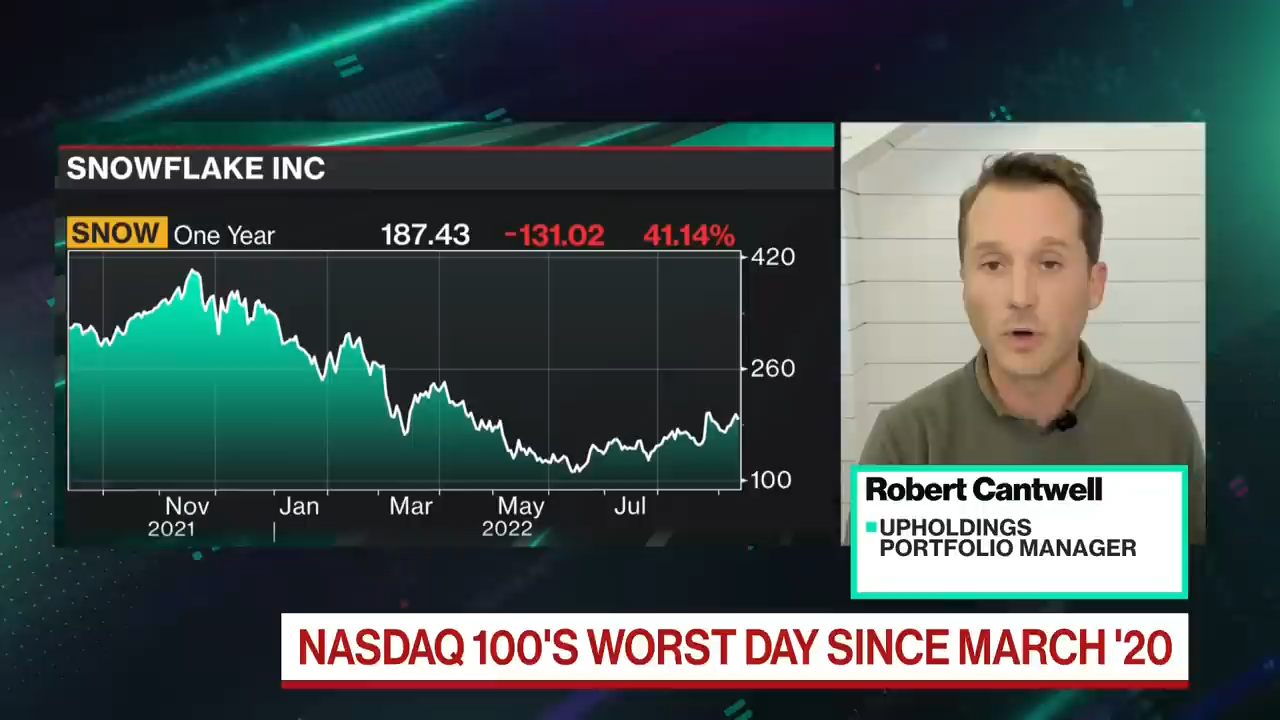 SNOWFLAKE INC
SNOW One Year 187.43 -131.02 41.14%
420
260
100
Nov Jan Mar May Jul
2021 2022
Robert Cantwell
UPHOLDINGS
PORTFOLIO MANAGER
NASDAQ 100'S WORST DAY SINCE MARCH '20